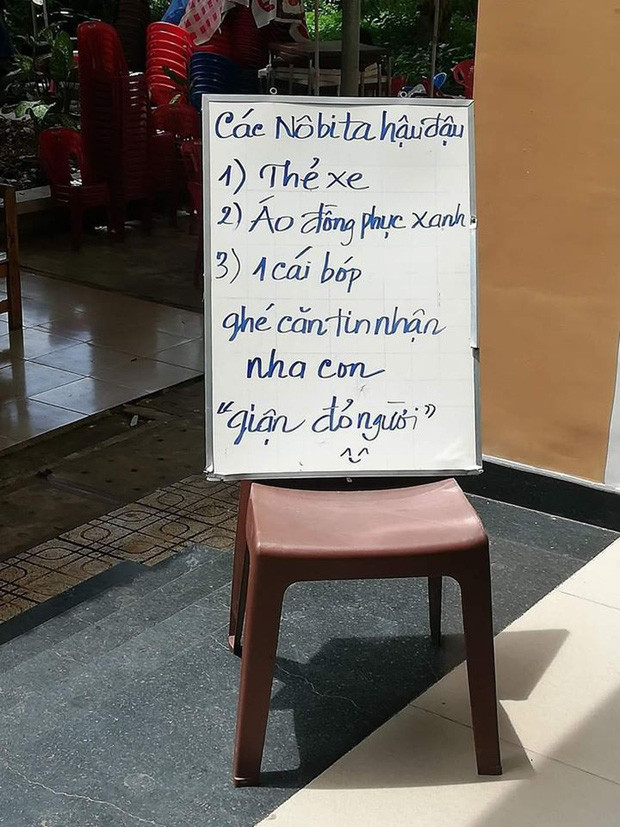 Các Nôbita hậu đậu
1) Thẻ xe
2) Áo đồng phục xanh
3) 1 cái bóp
ghé căn tin nhận
nha con
"giận đỏ người"
^^